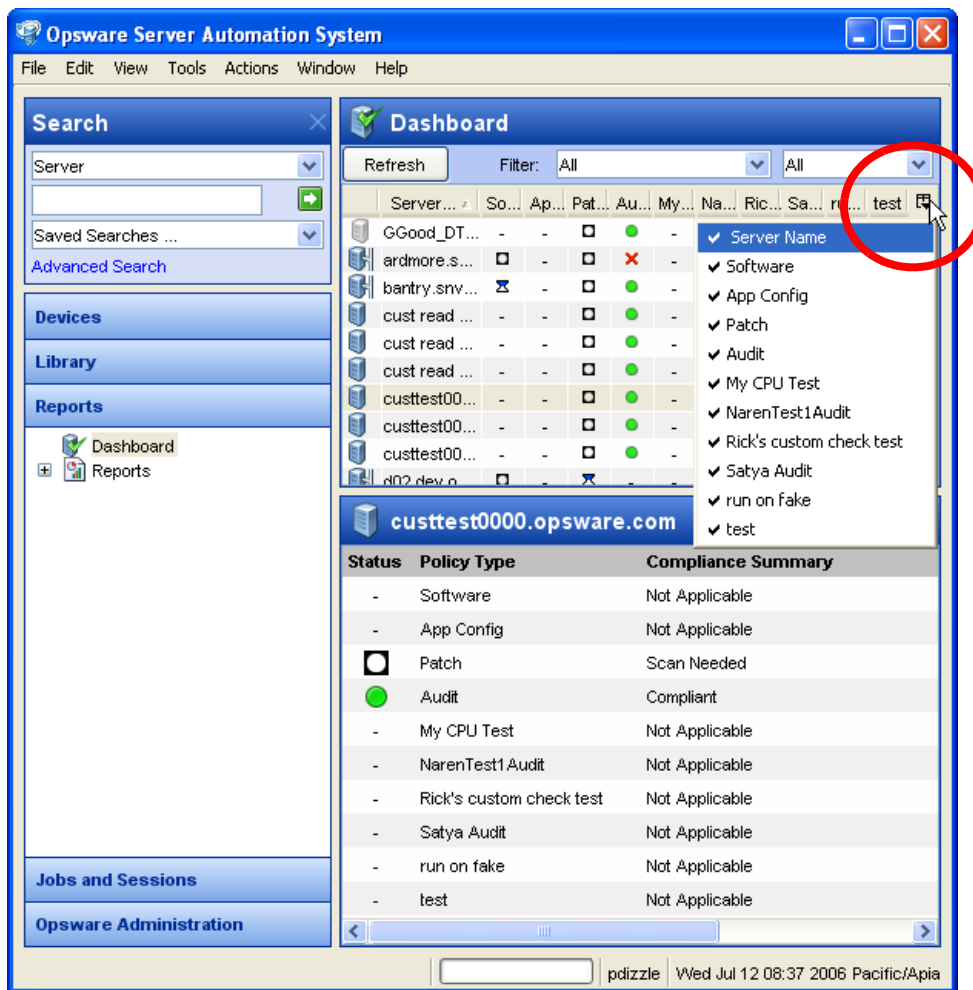 Opsware Server Automation System
File Edit View Tools Actions Window Help
Search
Server
Saved Searches ...
Advanced Search
Devices
Library
Reports
Dashboard
Reports
Jobs and Sessions
Opsware Administration
Dashboard
Refresh Filter: All All
Server... So... Ap... Pat... Au... My... Na... Ric... Sa... ru... test
GGood_DT... - - -
ardmore.s... - -
bantry.snv... - -
cust read ... - - -
cust read ... - - -
cust read ... - - -
custtest00... - - -
custtest00... - - -
custtest00... - - -
d02.dev.o... - - -
Server Name
Software
App Config
Patch
Audit
My CPU Test
NarenTest1Audit
Rick's custom check test
Satya Audit
run on fake
test
custtest0000.opsware.com
Status Policy Type Compliance Summary
- Software Not Applicable
- App Config Not Applicable
Patch Scan Needed
Audit Compliant
- My CPU Test Not Applicable
- NarenTest1Audit Not Applicable
- Rick's custom check test Not Applicable
- Satya Audit Not Applicable
- run on fake Not Applicable
- test Not Applicable
pdizzle Wed Jul 12 08:37 2006 Pacific/Apia